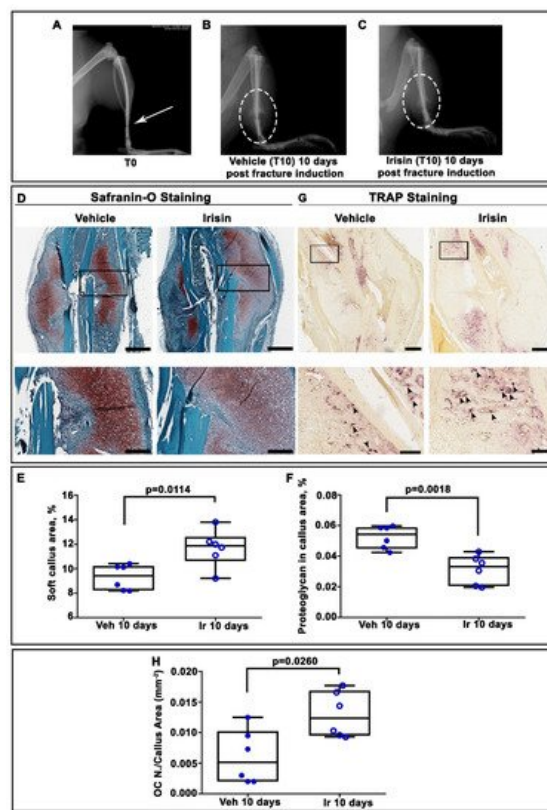 A
B
C
T0
Vehicle (T10) 10 days
post fracture induction
Irisin (T10) 10 days
post fracture induction
D Safranin-O Staining
Vehicle Irisin
G TRAP Staining
Vehicle Irisin
E
p=0.0114
Soft callus area, %
16
14
12
10
8
6
Veh 10 days Ir 10 days
F
p=0.0018
Proteoglycan in callus area, %
0.08
0.06
0.04
0.02
0.00
Veh 10 days Ir 10 days
H
p=0.0260
OC N./Callus Area (mm⁻²)
0.020
0.015
0.010
0.005
0.000
Veh 10 days Ir 10 days